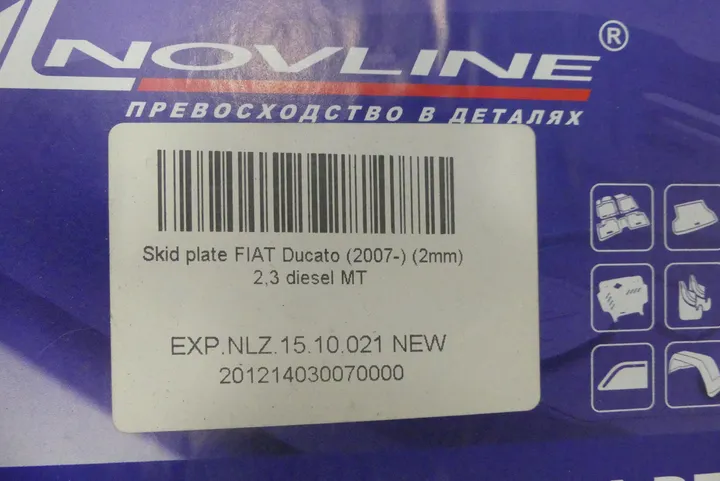 NOVLINE ®
ПРЕВОСХОДСТВО В ДЕТАЛЯХ
Skid plate FIAT Ducato (2007-) (2mm)
2,3 diesel MT
EXP.NLZ.15.10.021 NEW
201214030070000